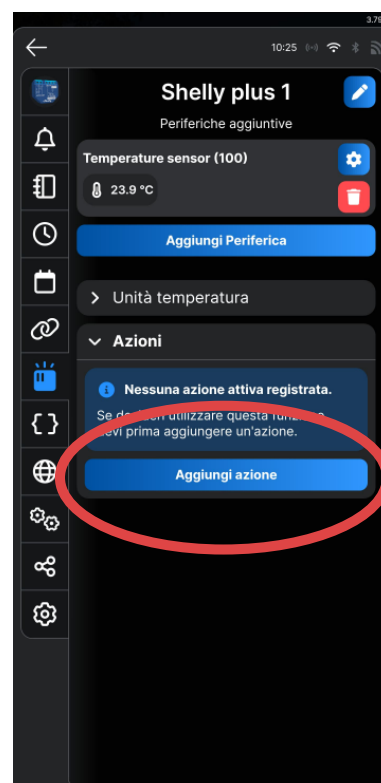 3.79
10:25
Shelly plus 1
Periferiche aggiuntive
Temperature sensor (100)
23.9 °C
Aggiungi Periferica
Unità temperatura
Azioni
Nessuna azione attiva registrata.
Se desideri utilizzare questa funzione,
devi prima aggiungere un'azione.
Aggiungi azione